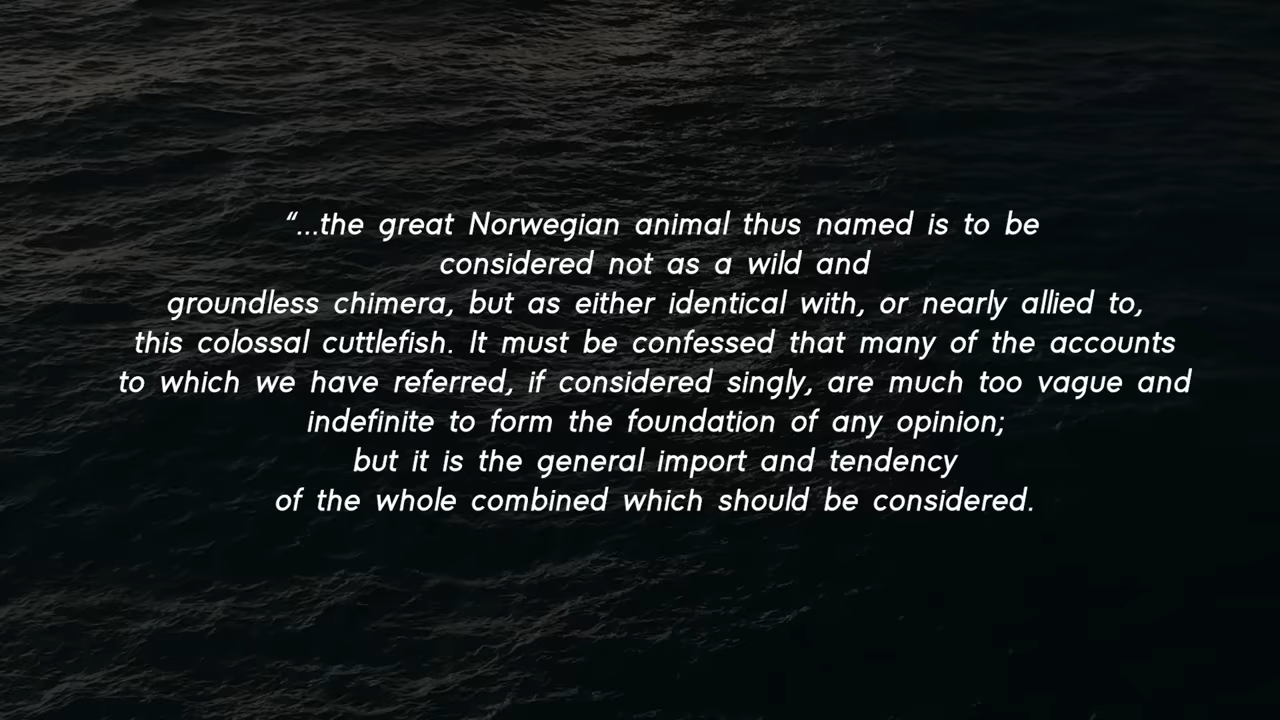 “...the great Norwegian animal thus named is to be
considered not as a wild and
groundless chimera, but as either identical with, or nearly allied to,
this colossal cuttlefish. It must be confessed that many of the accounts
to which we have referred, if considered singly, are much too vague and
indefinite to form the foundation of any opinion;
but it is the general import and tendency
of the whole combined which should be considered.